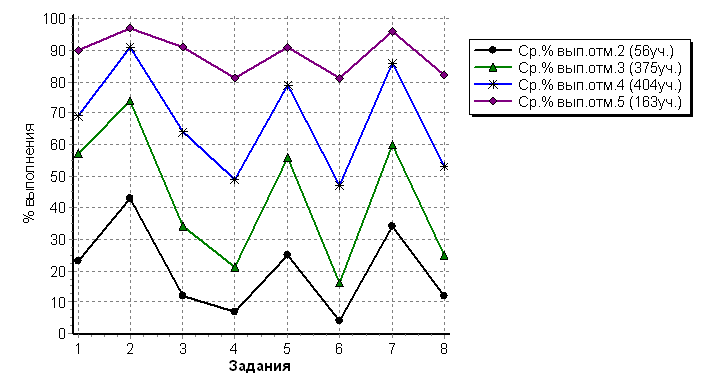 100
90
80
70
60
50
40
30
20
10
0
% выполнения
1 2 3 4 5 6 7 8
Задания
Ср.% вып.отм.2 (56уч.)
Ср.% вып.отм.3 (375уч.)
Ср.% вып.отм.4 (404уч.)
Ср.% вып.отм.5 (163уч.)